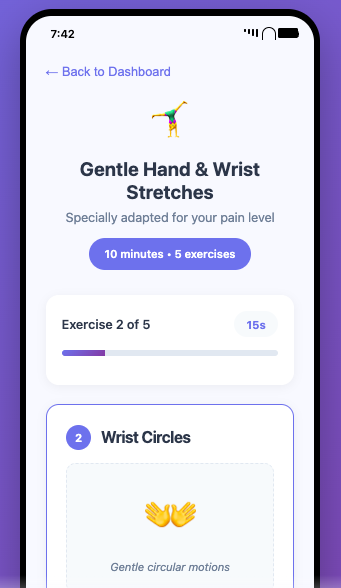 7:42
← Back to Dashboard
Gentle Hand & Wrist
Stretches
Specially adapted for your pain level
10 minutes • 5 exercises
Exercise 2 of 5
15s
2
Wrist Circles
Gentle circular motions